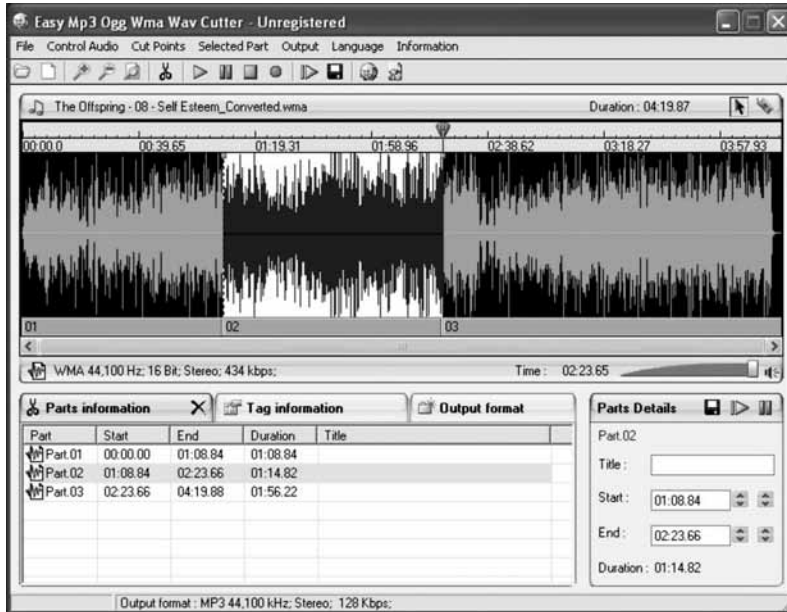 Easy Mp3 Ogg Wma Wav Cutter - Unregistered
File Control Audio Cut Points Selected Part Output Language Information
The Offspring - 08 - Self Esteem_Converted.wma Duration : 04:19.87
00:00.0 00:39.65 01:19.31 01:58.96 02:38.62 03:18.27 03:57.93
01 02 03
WMA 44,100 Hz; 16 Bit; Stereo; 434 kbps; Time : 02:23.65
Parts information Tag information Output format
Part Start End Duration Title
Part.01 00:00.00 01:08.84 01:08.84
Part.02 01:08.84 02:23.66 01:14.82
Part.03 02:23.66 04:19.88 01:56.22
Parts Details
Part.02
Title :
Start : 01:08.84
End : 02:23.66
Duration : 01:14.82
Output format : MP3 44,100 kHz; Stereo; 128 Kbps;